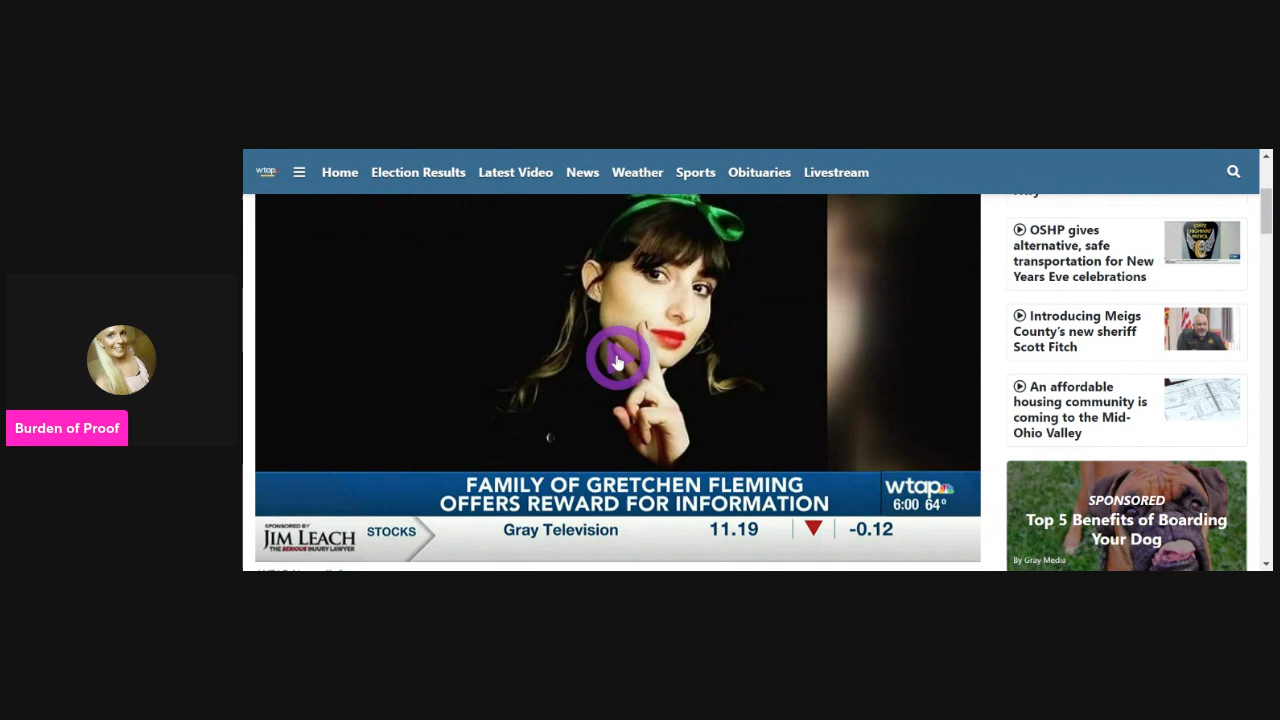 wtap
Home
Election Results
Latest Video
News
Weather
Sports
Obituaries
Livestream
OSHP gives
alternative, safe
transportation for New
Years Eve celebrations
Introducing Meigs
County's new sheriff
Scott Fitch
An affordable
housing community is
coming to the Mid-
Ohio Valley
Burden of Proof
FAMILY OF GRETCHEN FLEMING
OFFERS REWARD FOR INFORMATION
wtap
6:00 64°
SPONSORED BY
JIM LEACH
THE SERIOUS INJURY LAWYER
STOCKS
Gray Television 11.19 -0.12
SPONSORED
Top 5 Benefits of Boarding
Your Dog
By Gray Media